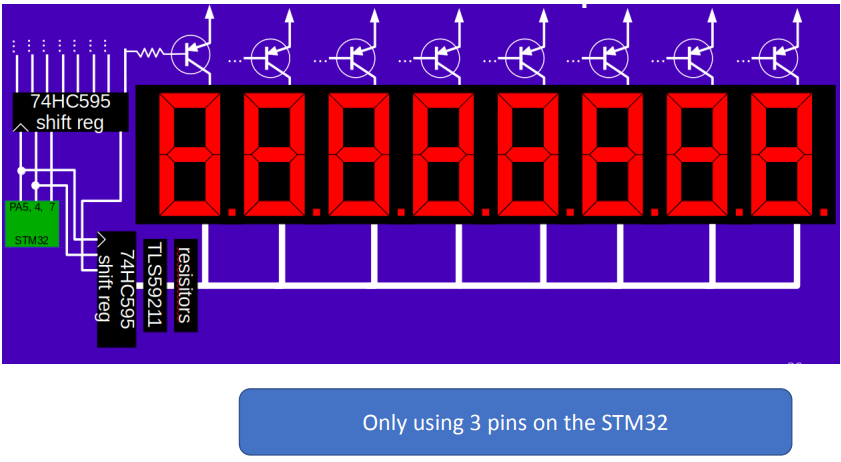 74HC595
shift reg
PA5, 4, 7
STM32
74HC595
shift reg
TLS59211
resisitors
Only using 3 pins on the STM32